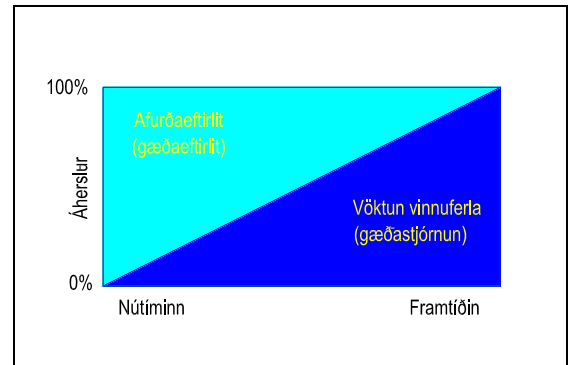 100%
Afurðaeftirlit
(gæðaeftirlit)
Áherslur
Vöktun vinnuferla
(gæðastjórnun)
0%
Nútíminn
Framtíðin